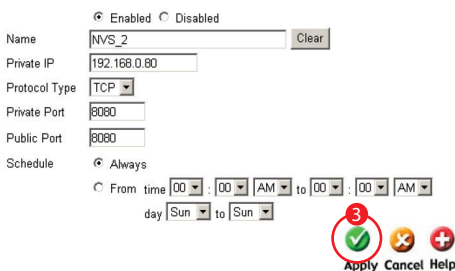 Enabled Disabled
Name NVS_2 Clear
Private IP 192.168.0.80
Protocol Type TCP
Private Port 8080
Public Port 8080
Schedule Always
From time 00 : 00 AM to 00 : 00 AM
day Sun to Sun
3
Apply Cancel Help